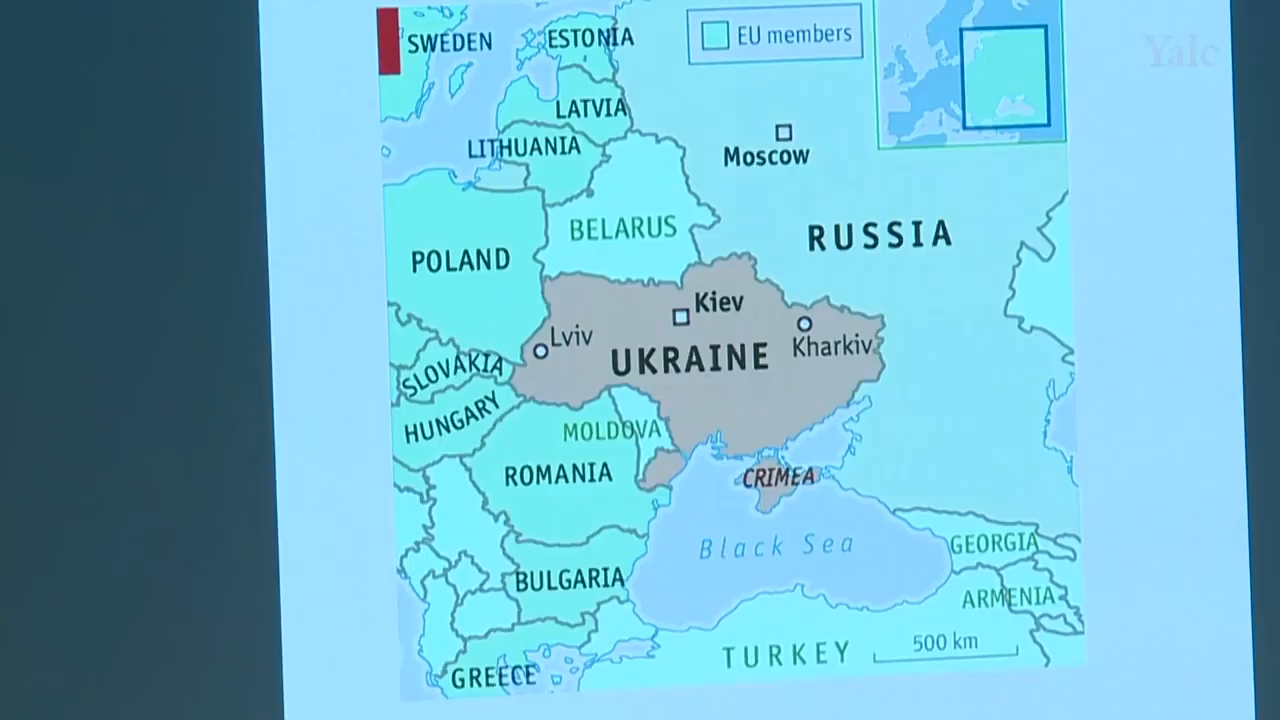 SWEDEN
ESTONIA
EU members
Yale
LATVIA
LITHUANIA
Moscow
BELARUS
RUSSIA
POLAND
Kiev
Lviv
Kharkiv
UKRAINE
SLOVAKIA
HUNGARY
MOLDOVA
ROMANIA
CRIMEA
Black Sea
GEORGIA
BULGARIA
ARMENIA
500 km
TURKEY
GREECE